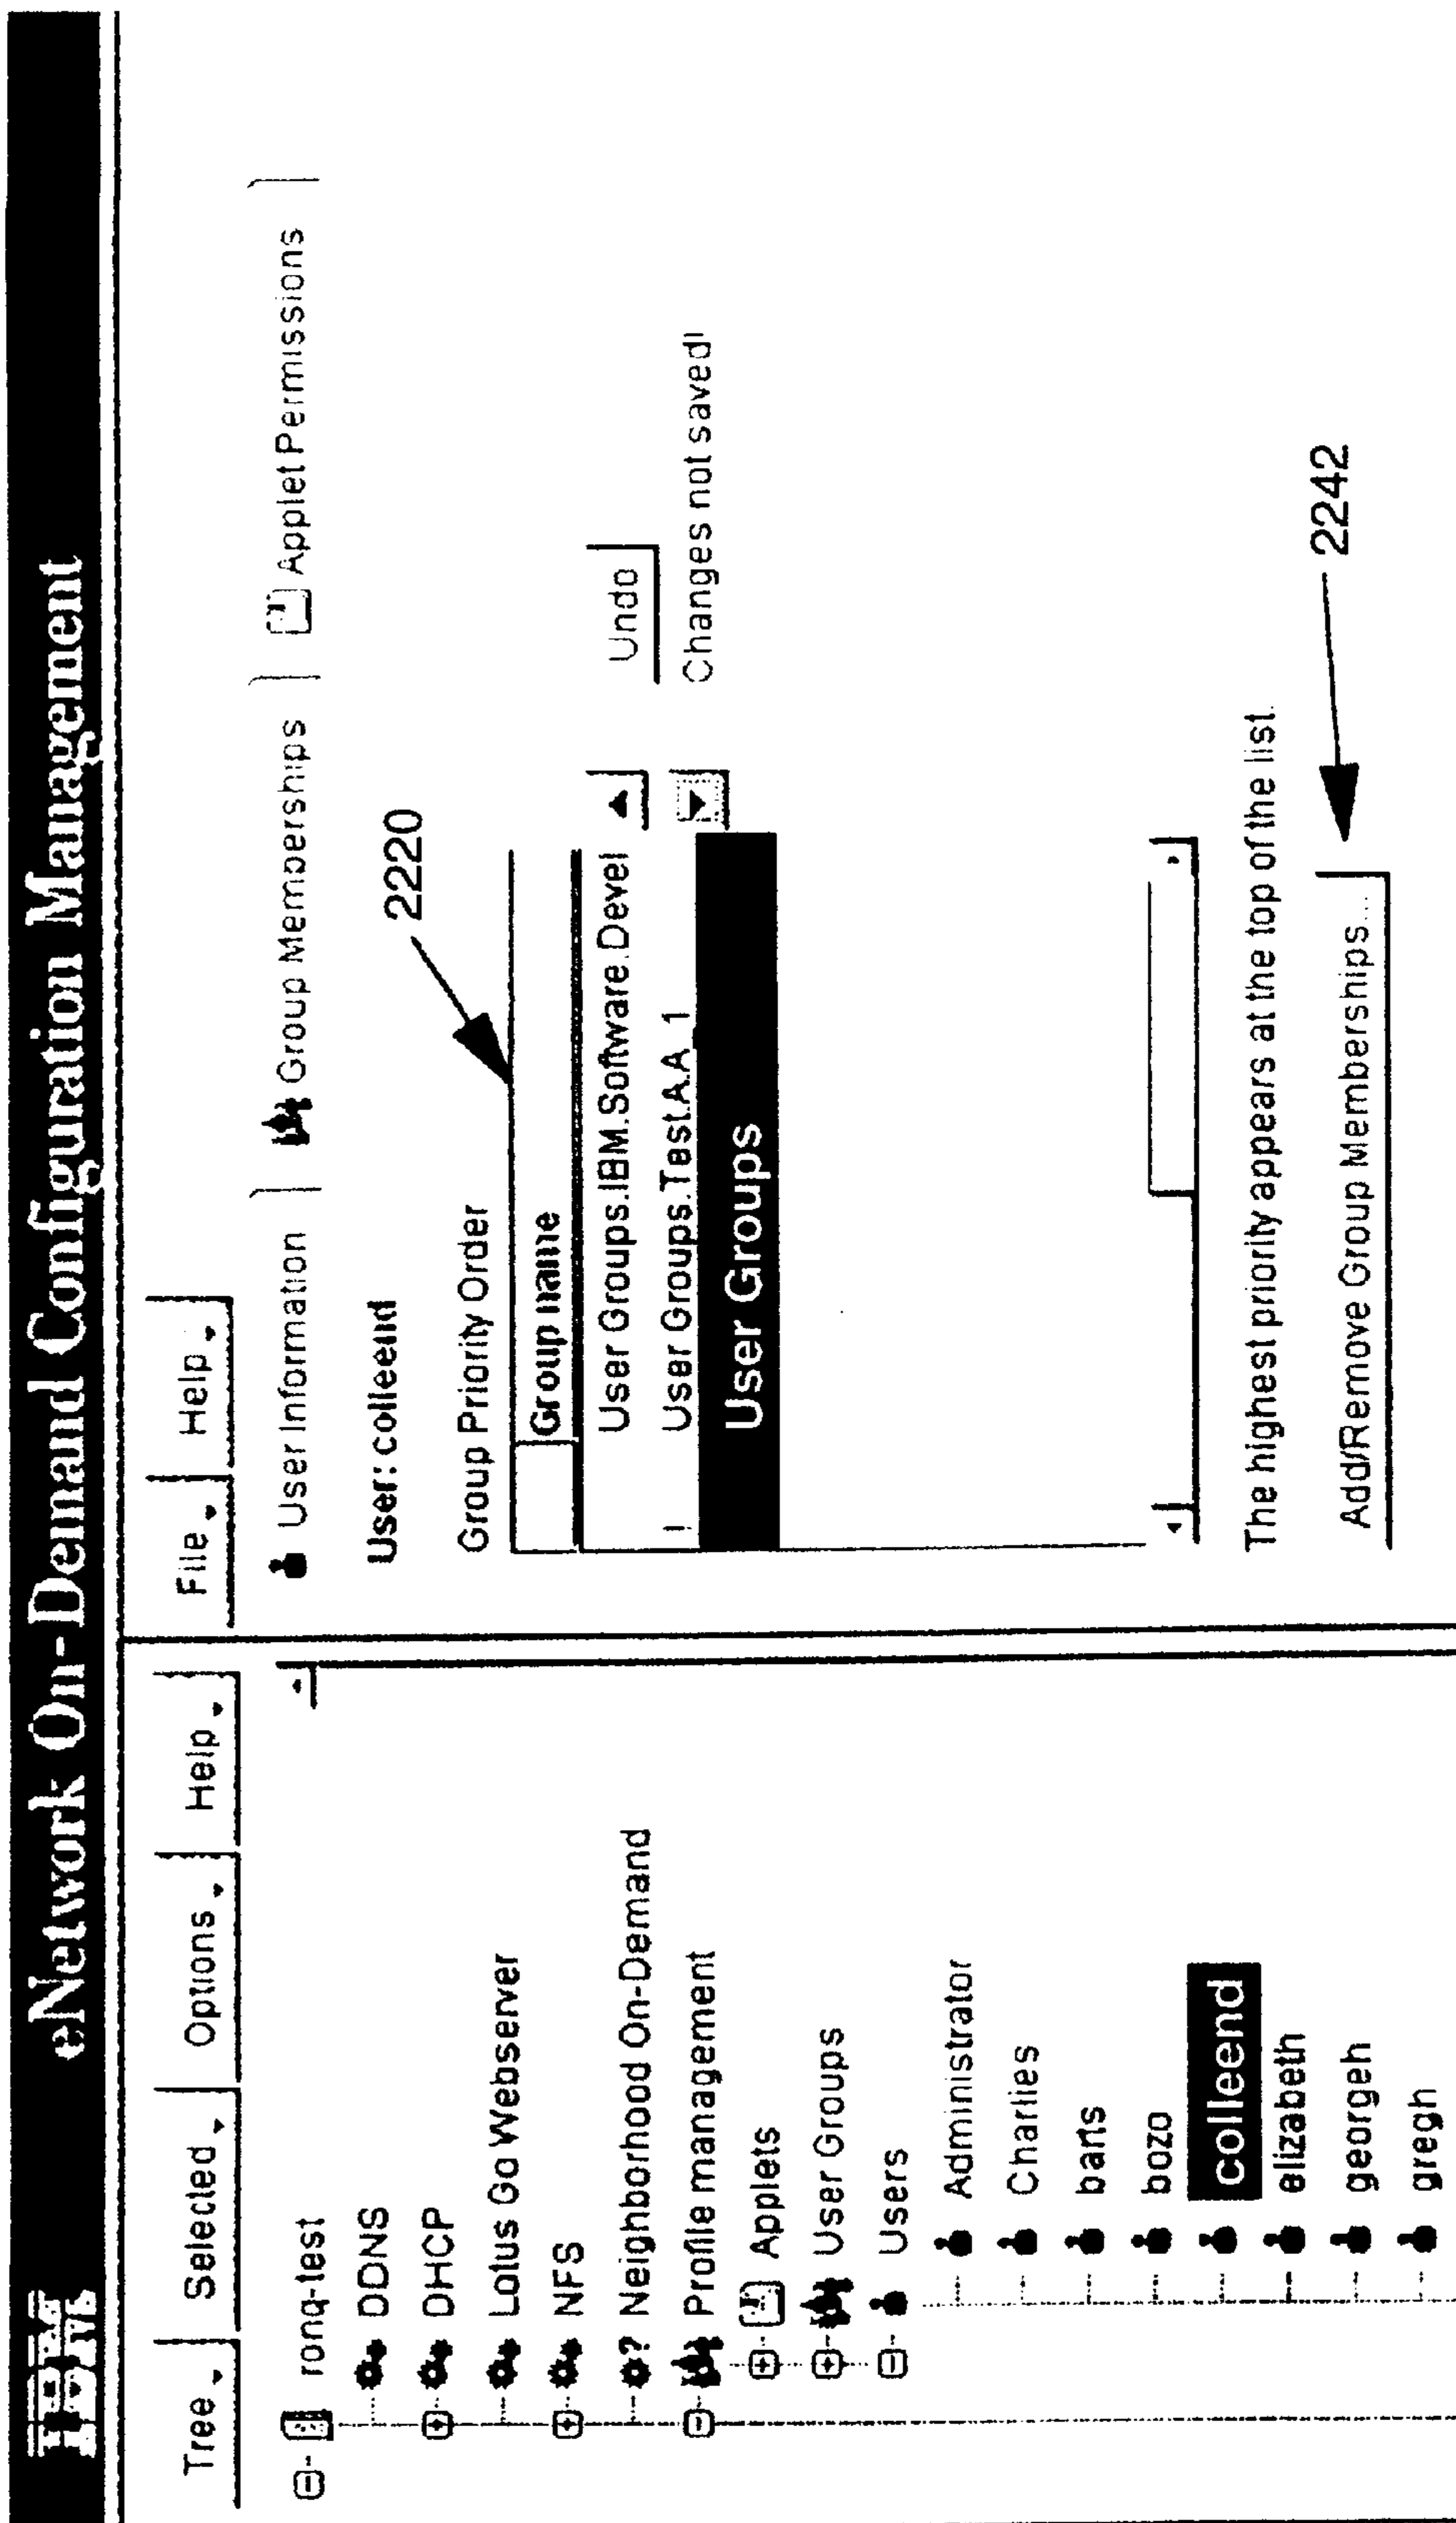 IBM eNetwork On-Demand Configuration Management
Tree Selected Options Help
ronq-test
DDNS
DHCP
Lotus Go Webserver
NFS
Neighborhood On-Demand
Profile management
Applets
User Groups
Users
Administrator
Charlies
barts
bozo
colleend
elizabeth
georgeh
gregh
File Help
User Information Group Memberships Applet Permissions
User: colleend
Group Priority Order
2220
Group name
User Groups.IBM.Software.Devel
Undo
User Groups.Test.A.A_1
Changes not saved!
User Groups
The highest priority appears at the top of the list.
Add/Remove Group Memberships...
2242